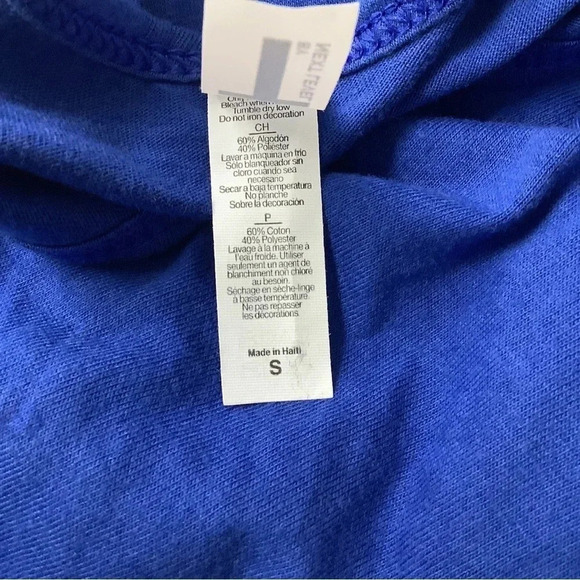 Bleach when
Tumble dry low
Do not iron decoration
CH
60% Algodón
40% Poliester
Lavar a maquina en frio
Solo blanqueador sin
cloro cuando sea
necesano
Secar a baja temperatura
No planche
Sobre la decoración
P
60% Coton
40% Polyester
Lavage à la machine à
l'eau froide. Utiliser
seulement un agent de
blanchiment non chloré
au besoin.
Séchage en sèche-linge
à basse température.
Ne pas repasser
les décorations
Made in Haiti
S